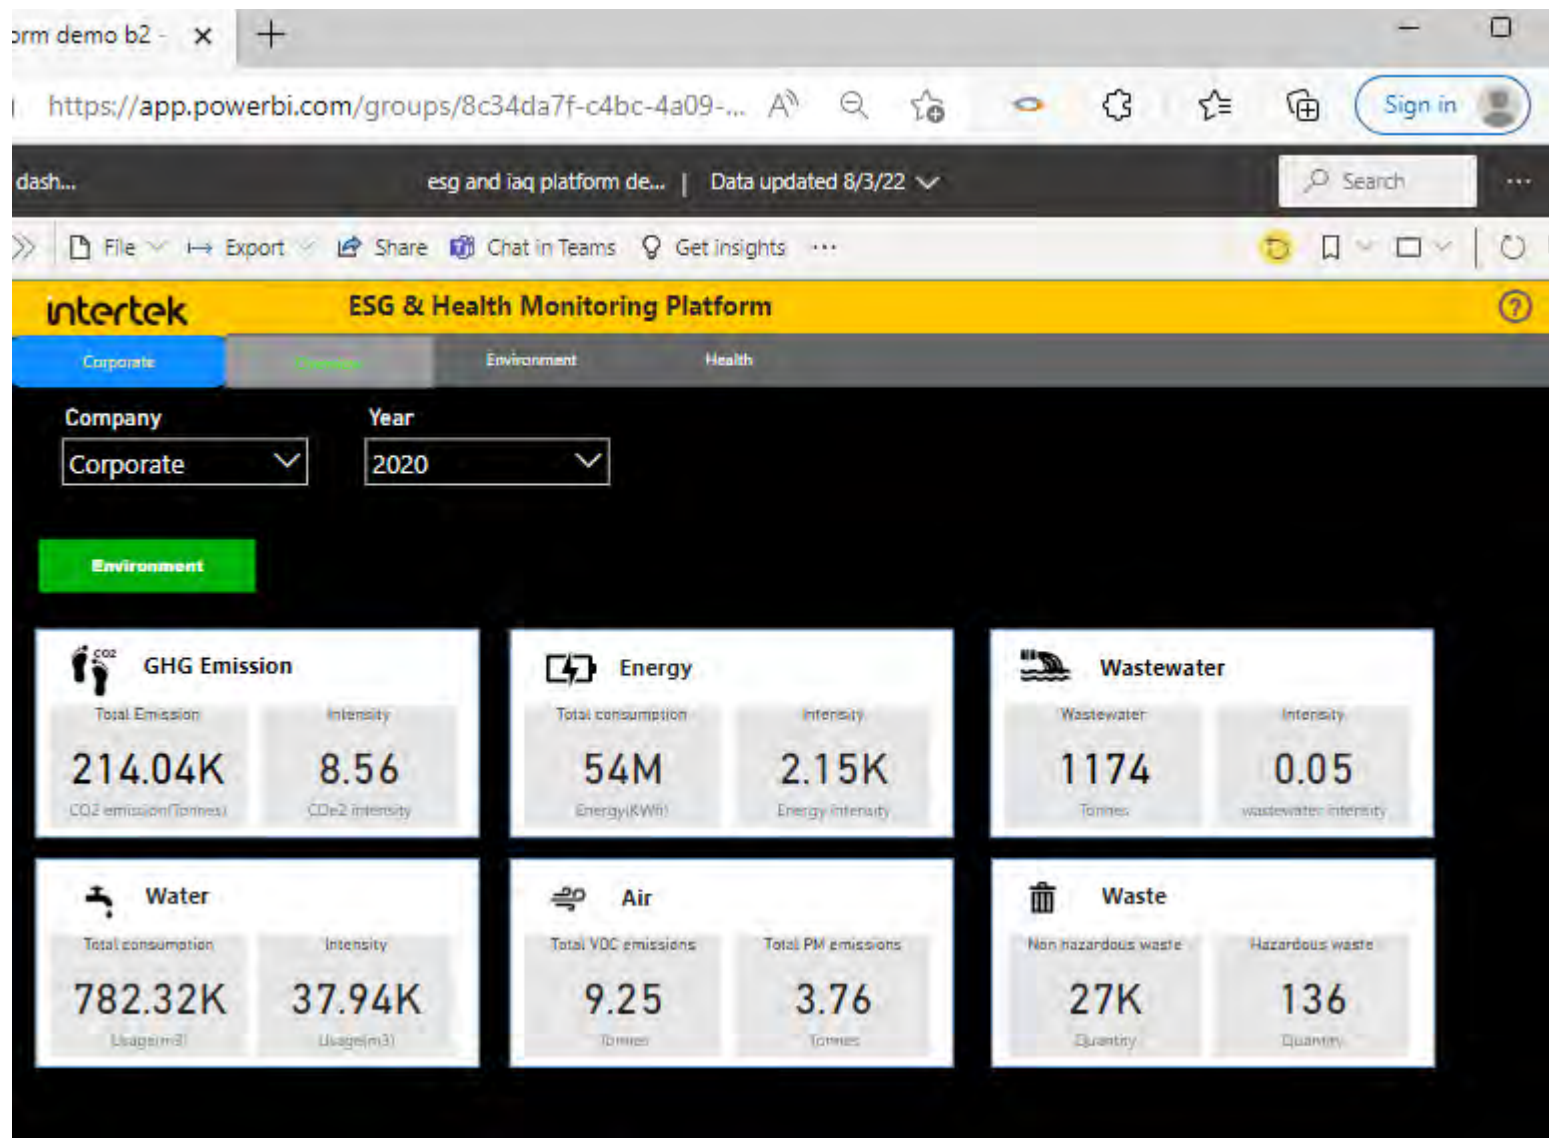 orm demo b2 -
https://app.powerbi.com/groups/8c34da7f-c4bc-4a09-...
Sign in
dash...
esg and iaq platform de... | Data updated 8/3/22
Search
File
Export
Share
Chat in Teams
Get insights
intertek
ESG & Health Monitoring Platform
Corporate
Environment
Health
Company
Year
Corporate
2020
Environment
CO2
GHG Emission
Total Emission
Intensity
214.04K
8.56
CO2 emission(Tonnes)
COe2 intensity
Energy
Total consumption
Intensity
54M
2.15K
Energy(KWh)
Energy intensity
Wastewater
Wastewater
Intensity
1174
0.05
Tonnes
wastewater intensity
Water
Total consumption
Intensity
782.32K
37.94K
Usage(m3)
Usage(m3)
Air
Total VOC emissions
Total PM emissions
9.25
3.76
Tonnes
Tonnes
Waste
Non hazardous waste
Hazardous waste
27K
136
Quantity
Quantity